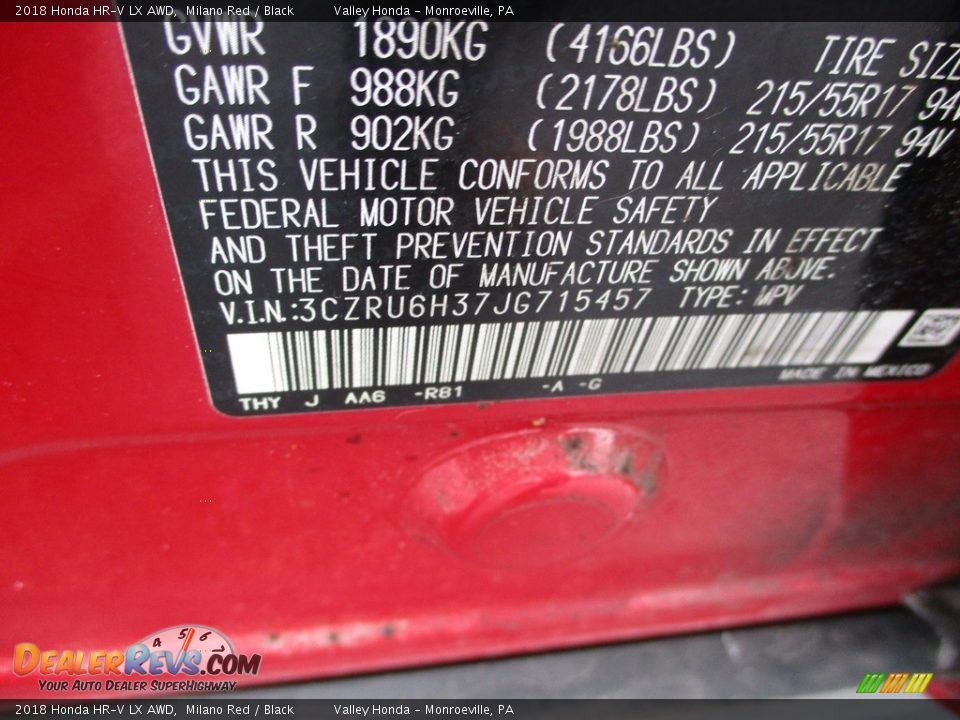 2018 Honda HR-V LX AWD, Milano Red / Black Valley Honda - Monroeville, PA
GVWR 1890KG (4166LBS) TIRE SIZE
GAWR F 988KG (2178LBS) 215/55R17 94V
GAWR R 902KG (1988LBS) 215/55R17 94V
THIS VEHICLE CONFORMS TO ALL APPLICABLE
FEDERAL MOTOR VEHICLE SAFETY
AND THEFT PREVENTION STANDARDS IN EFFECT
ON THE DATE OF MANUFACTURE SHOWN ABOVE.
V.I.N.:3CZRU6H37JG715457 TYPE: MPV
MADE IN MEXICO
THY J AA6 -R81 -A -G
4 5 6
DEALERREVS.COM
YOUR AUTO DEALER SUPERHIGHWAY
2018 Honda HR-V LX AWD, Milano Red / Black Valley Honda - Monroeville, PA